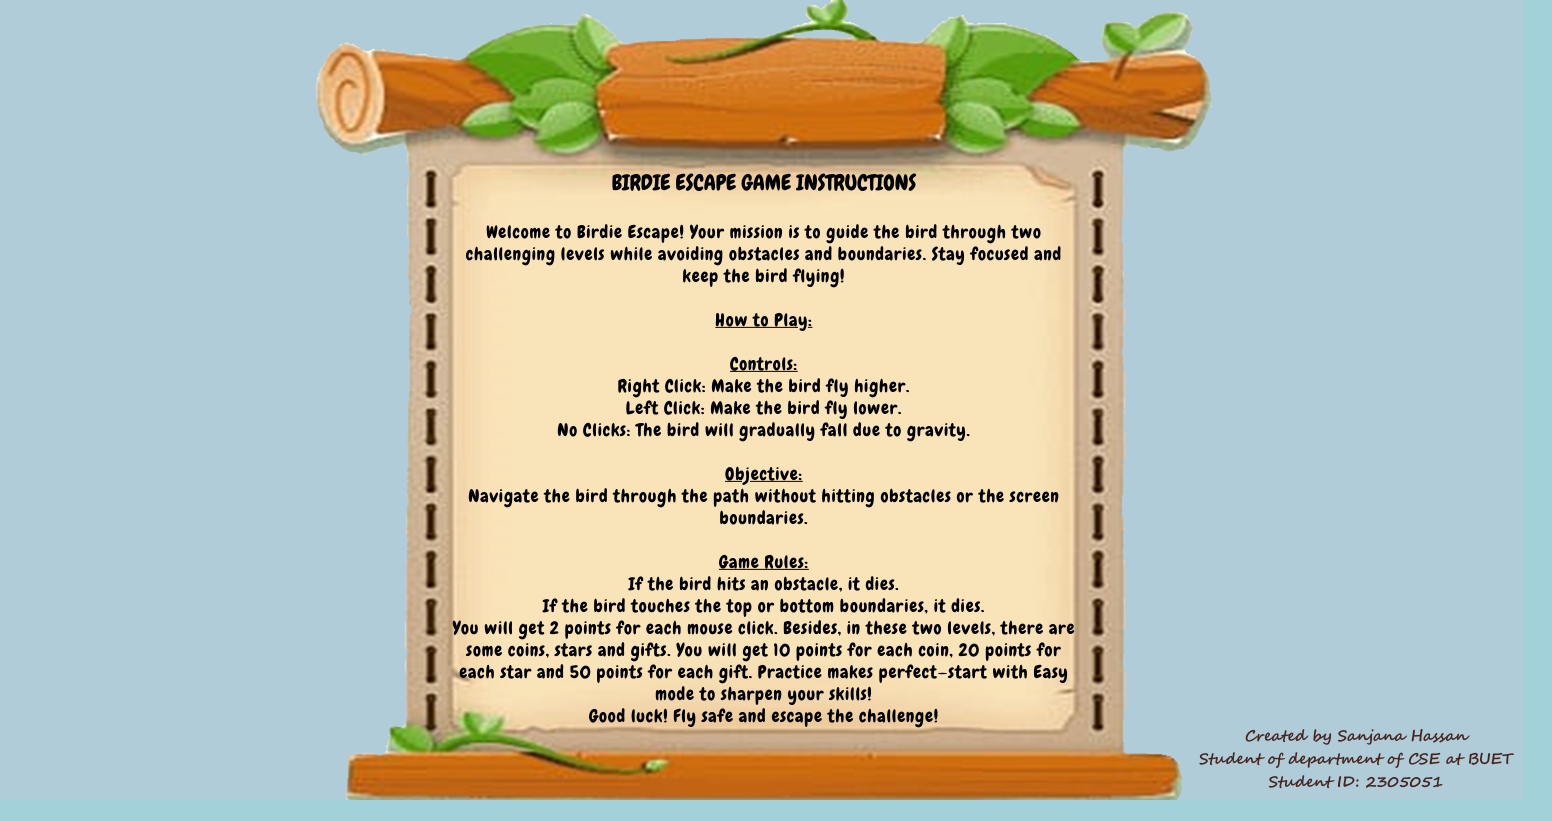 BIRDIE ESCAPE GAME INSTRUCTIONS
Welcome to Birdie Escape! Your mission is to guide the bird through two
challenging levels while avoiding obstacles and boundaries. Stay focused and
keep the bird flying!
How to Play:
Controls:
Right Click: Make the bird fly higher.
Left Click: Make the bird fly lower.
No Clicks: The bird will gradually fall due to gravity.
Objective:
Navigate the bird through the path without hitting obstacles or the screen
boundaries.
Game Rules:
If the bird hits an obstacle, it dies.
If the bird touches the top or bottom boundaries, it dies.
You will get 2 points for each mouse click. Besides, in these two levels, there are
some coins, stars and gifts. You will get 10 points for each coin, 20 points for
each star and 50 points for each gift. Practice makes perfect—start with Easy
mode to sharpen your skills!
Good luck! Fly safe and escape the challenge!
Created by Sanjana Hassan
Student of department of CSE at BUET
Student ID: 2305051